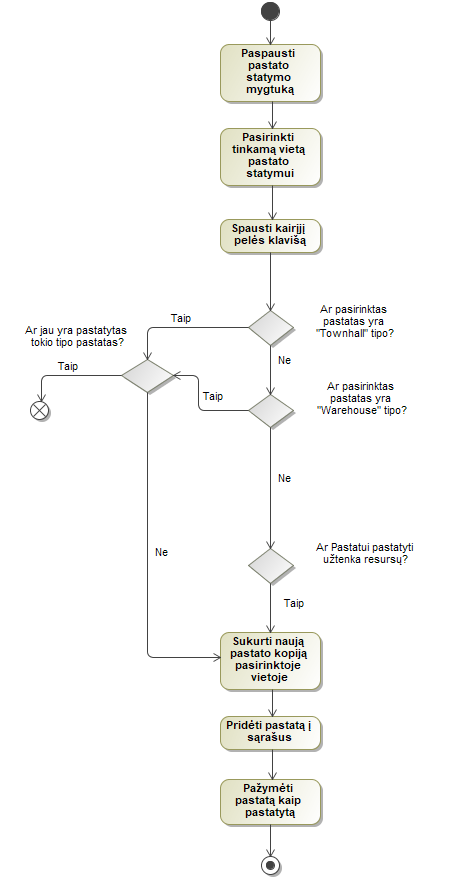 Paspausti
pastato
statymo
mygtuką
Pasirinkti
tinkamą vietą
pastato
statymui
Spausti kairįjį
pelės klavišą
Ar pasirinktas
pastatas yra
"Townhall" tipo?
Taip
Ar jau yra pastatytas
tokio tipo pastatas?
Ne
Taip
Ar pasirinktas
pastatas yra
"Warehouse" tipo?
Taip
Ne
Ar Pastatui pastatyti
užtenka resursų?
Ne
Taip
Sukurti naują
pastato kopiją
pasirinktoje
vietoje
Pridėti pastatą į
sąrašus
Pažymėti
pastatą kaip
pastatytą